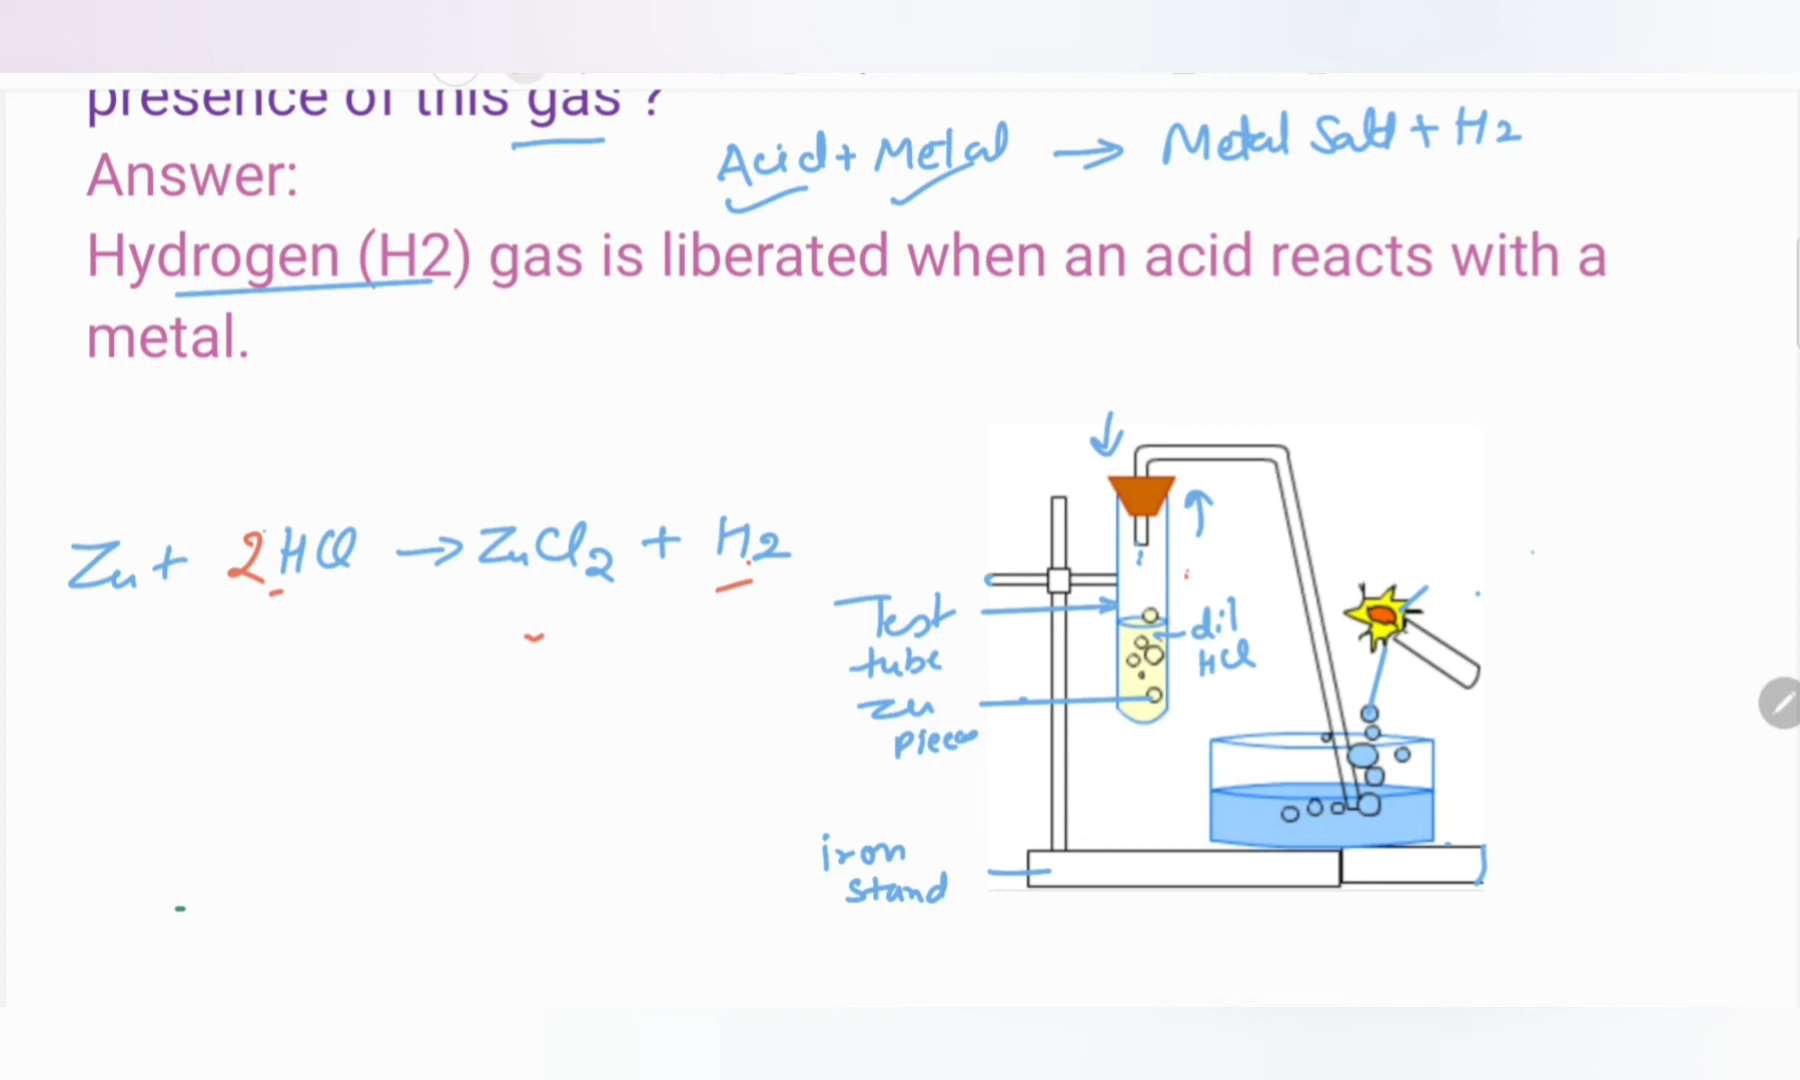 presence of this gas ?
Acid + Metal → Metal Salt + H2
Answer:
Hydrogen (H2) gas is liberated when an acid reacts with a
metal.
Zn + 2HCl → ZnCl2 + H2
Test
tube
dil
HCl
Zn
pieces
iron
stand